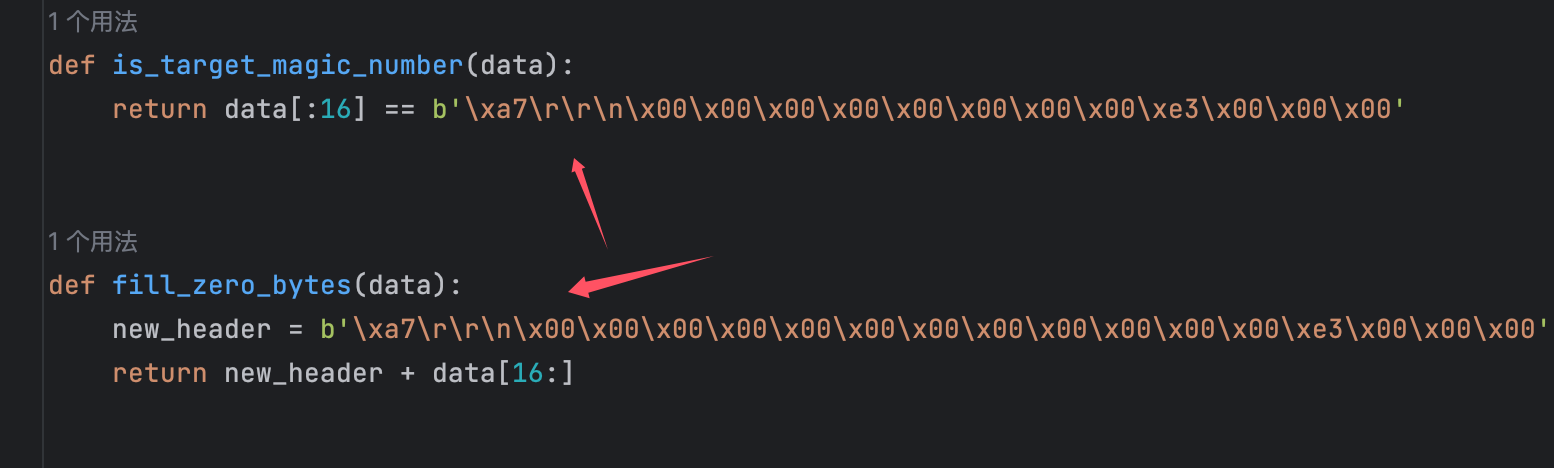 1 个用法
def is_target_magic_number(data):
    return data[:16] == b'\xa7\r\r\n\x00\x00\x00\x00\x00\x00\x00\x00\xe3\x00\x00\x00'
1 个用法
def fill_zero_bytes(data):
    new_header = b'\xa7\r\r\n\x00\x00\x00\x00\x00\x00\x00\x00\x00\x00\x00\x00\xe3\x00\x00\x00'
    return new_header + data[16:]